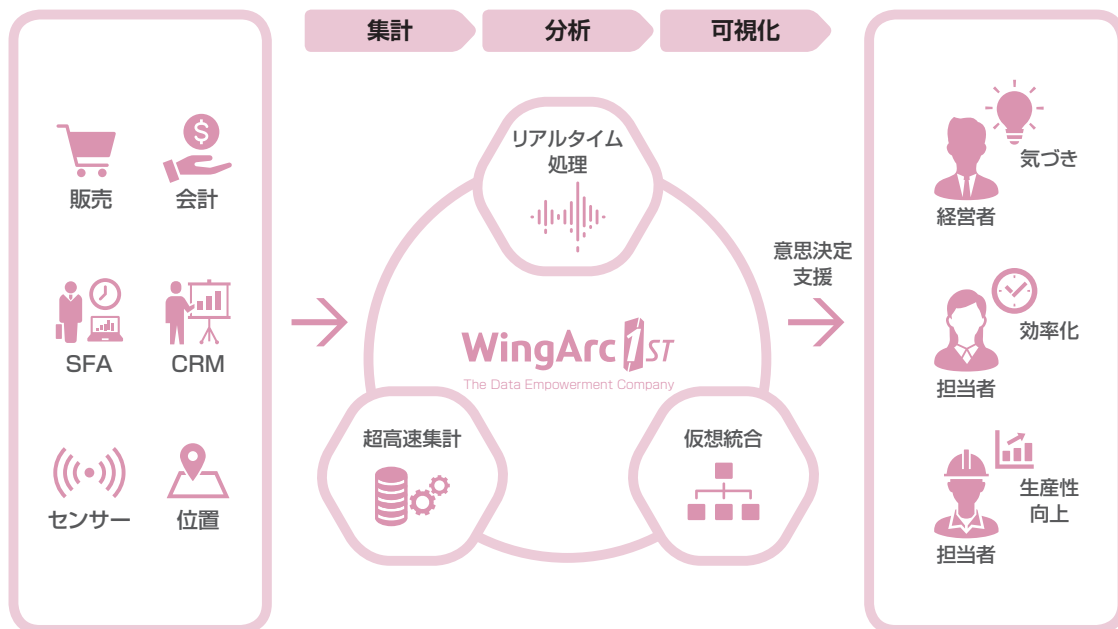 集計
分析
可視化
販売
会計
SFA
CRM
センサー
位置
リアルタイム
処理
WingArc1ST
The Data Empowerment Company
超高速集計
仮想統合
意思決定
支援
気づき
経営者
効率化
担当者
生産性
向上
担当者